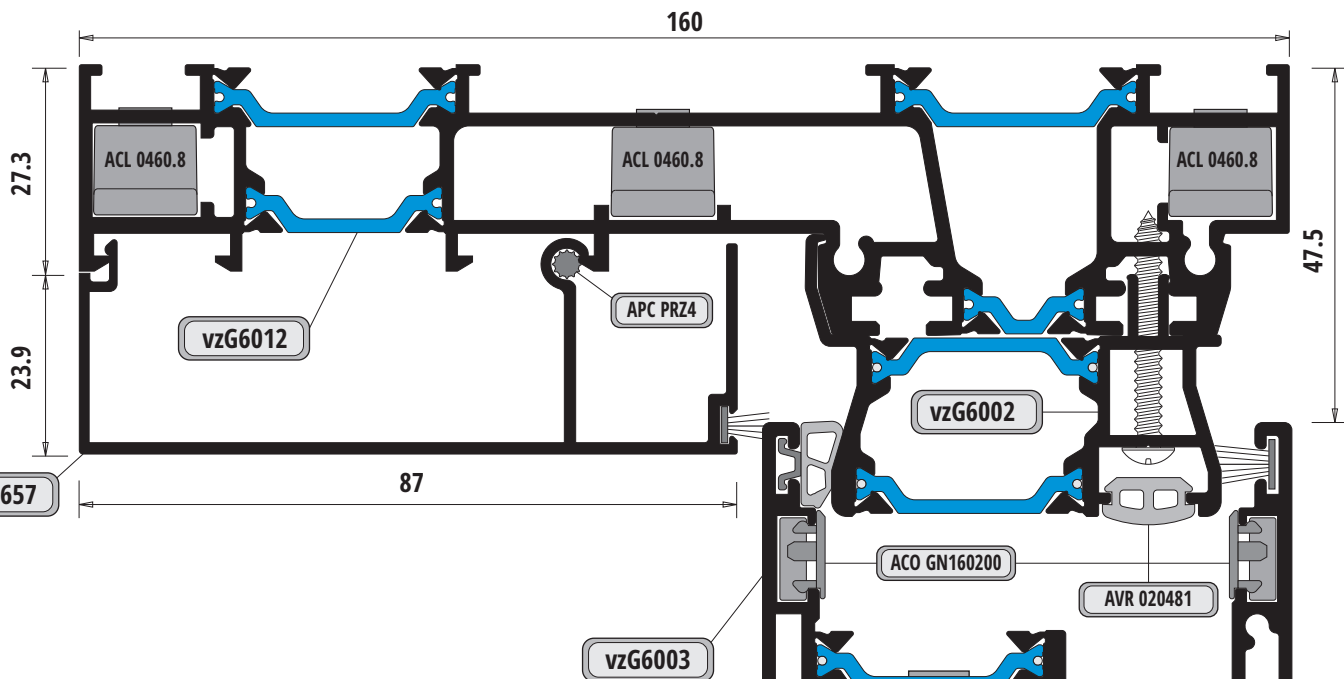 160
27.3
ACL 0460.8
ACL 0460.8
ACL 0460.8
47.5
APC PRZ4
vzG6012
23.9
vzG6002
87
657
ACO GN160200
AVR 020481
vzG6003